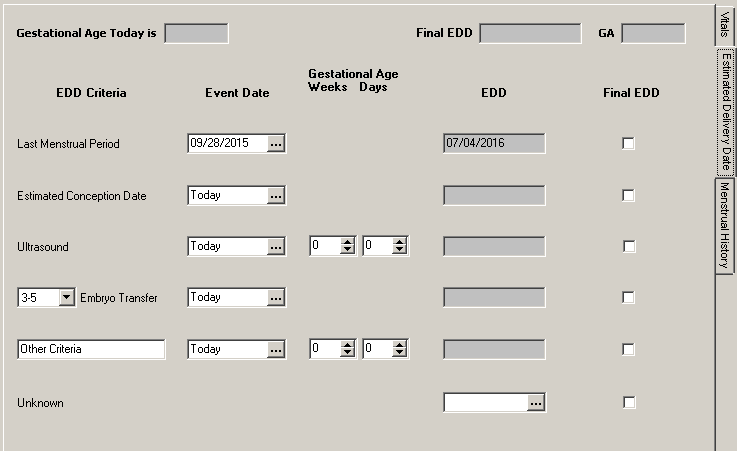 Gestational Age Today is
Final EDD
GA
EDD Criteria
Event Date
Gestational Age
Weeks Days
EDD
Final EDD
Last Menstrual Period
09/28/2015 ...
07/04/2016
Estimated Conception Date
Today ...
Ultrasound
Today ...
0
0
3-5
Embryo Transfer
Today ...
Other Criteria
Today ...
0
0
Unknown
...
Vitals
Estimated Delivery Date
Menstrual History